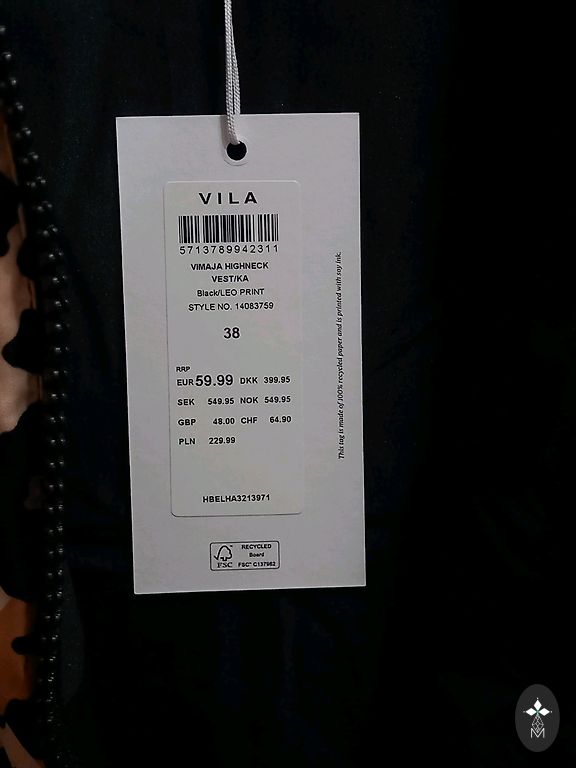 VILA
5713789942311
VIMAJA HIGHNECK
VEST/KA
Black/LEO PRINT
STYLE NO. 14083759
38
RRP
EUR 59.99 DKK 399.95
SEK 549.95 NOK 549.95
GBP 48.00 CHF 64.90
PLN 229.99
HBELHA3213971
This tag is made of 100% recycled paper and is printed with soy ink.
FSC
RECYCLED
Board
FSC® C137962
M